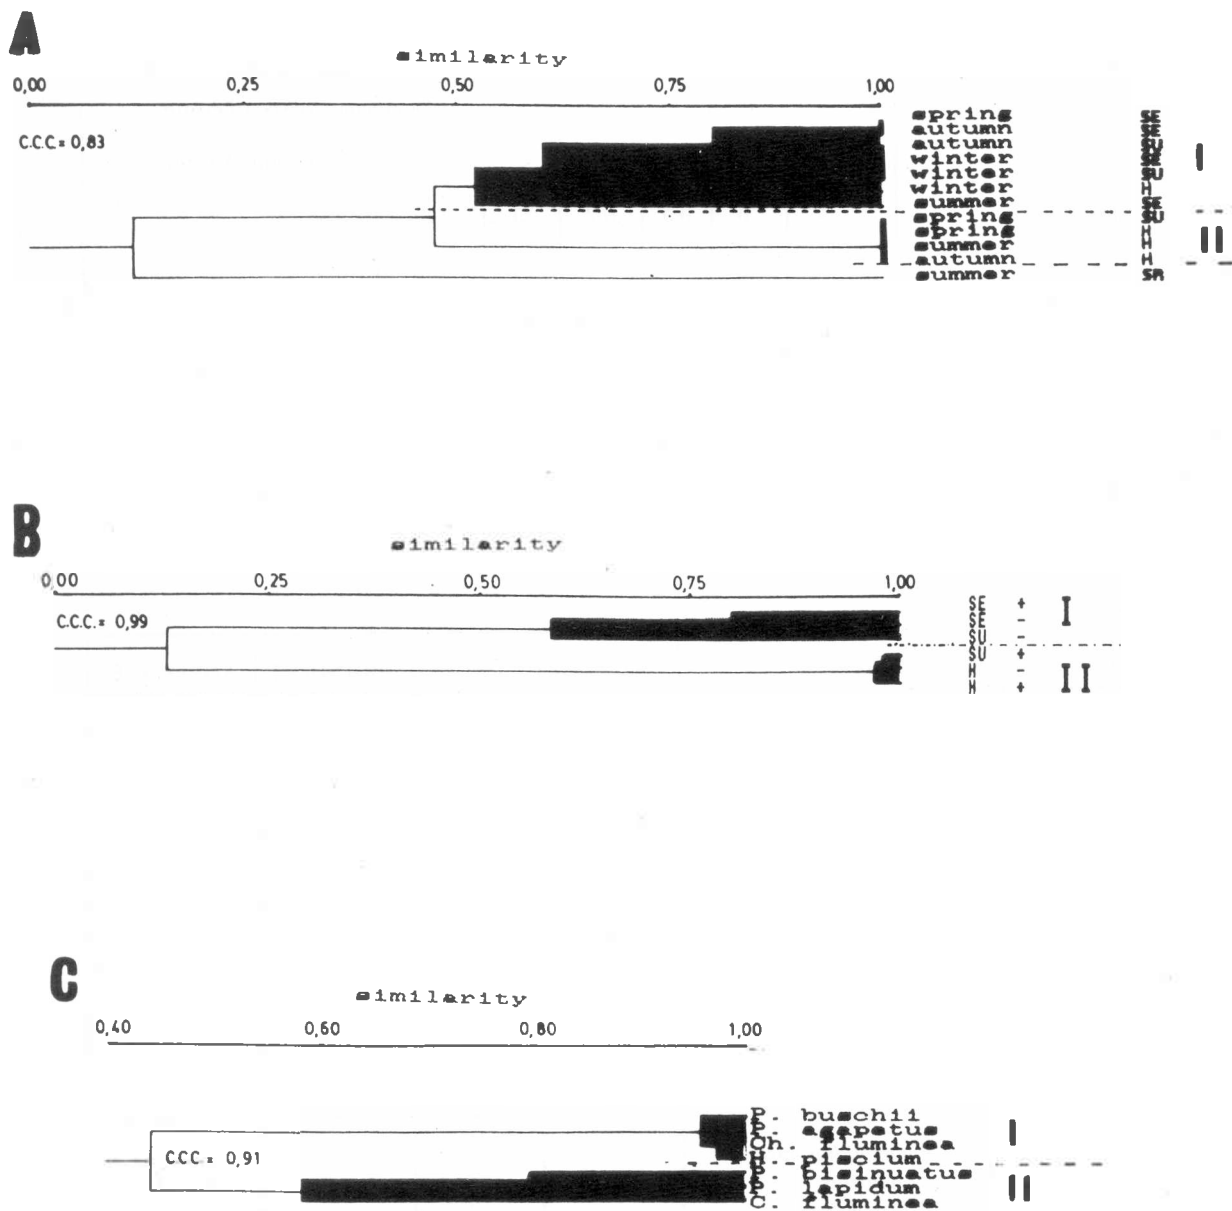 A
similarity
0,00 0,25 0,50 0,75 1,00
C.C.C.= 0,83
spring SE
autumn SE
autumn SU
winter SE
winter SU
winter H
summer SE
spring SU
spring H
summer H
autumn H
summer
I
II
B
similarity
0,00 0,25 0,50 0,75 1,00
C.C.C.= 0,99
SE + I
SE -
SU -
SU +
H - II
H +
C
similarity
0,40 0,60 0,80 1,00
CCC = 0,91
P. buschii
P. agapetus I
Ch. fluminea
H. piscium
P. bisinuatus
P. lapidum II
C. fluminea